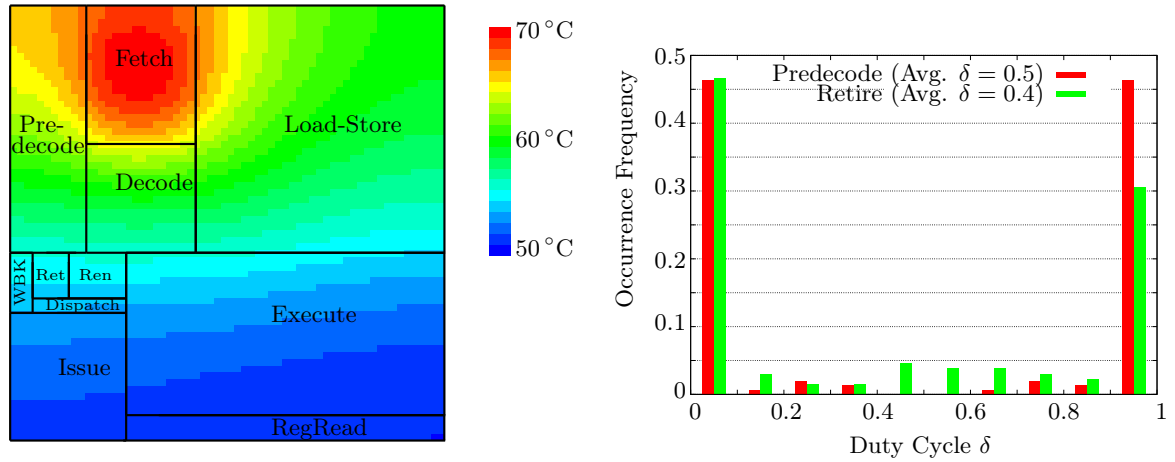 Fetch
Pre-
decode
Load-Store
Decode
WBK
Ret
Ren
Dispatch
Execute
Issue
RegRead
70 °C
60 °C
50 °C
Occurrence Frequency
0.5
0.3
0.2
0.1
0
Predecode (Avg. δ = 0.5)
Retire (Avg. δ = 0.4)
0 0.2 0.4 0.6 0.8 1
Duty Cycle δ